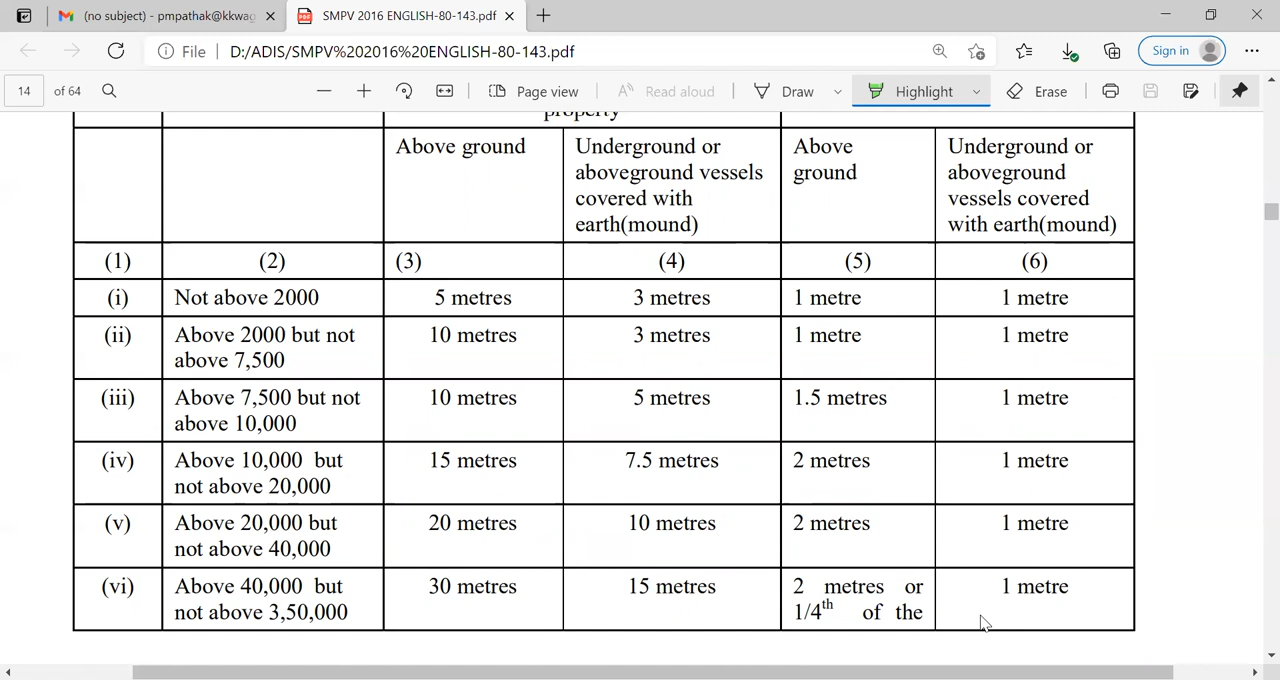 (no subject) - pmpathak@kkwag
SMPV 2016 ENGLISH-80-143.pdf
File D:/ADIS/SMPV%202016%20ENGLISH-80-143.pdf
Sign in
14 of 64
Page view
Read aloud
Draw
Highlight
Erase
property
Above ground
Underground or
aboveground vessels
covered with
earth(mound)
Above
ground
Underground or
aboveground
vessels covered
with earth(mound)
(1) (2) (3) (4) (5) (6)
(i) Not above 2000 5 metres 3 metres 1 metre 1 metre
(ii) Above 2000 but not 10 metres 3 metres 1 metre 1 metre
above 7,500
(iii) Above 7,500 but not 10 metres 5 metres 1.5 metres 1 metre
above 10,000
(iv) Above 10,000 but 15 metres 7.5 metres 2 metres 1 metre
not above 20,000
(v) Above 20,000 but 20 metres 10 metres 2 metres 1 metre
not above 40,000
(vi) Above 40,000 but 30 metres 15 metres 2 metres or 1 metre
not above 3,50,000 1/4th of the